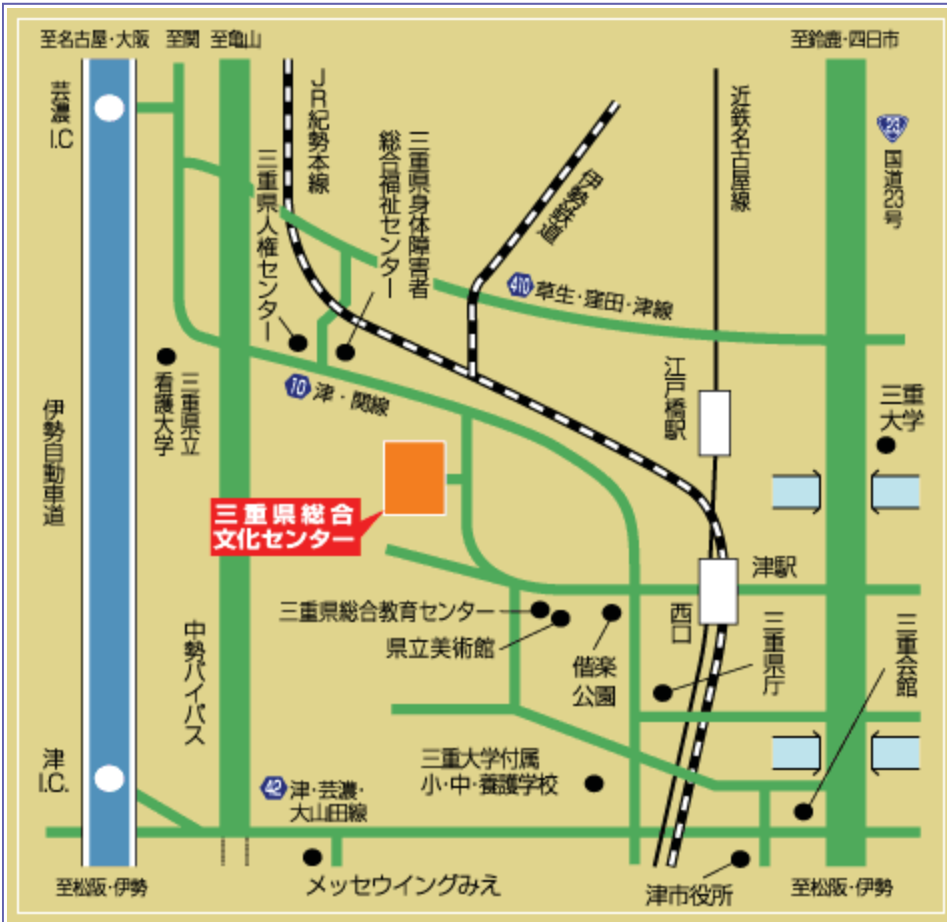 至名古屋・大阪
至関
至亀山
至鈴鹿・四日市
芸濃
I.C
JR紀勢本線
三重県人権センター
三重県身体障害者
総合福祉センター
伊勢鉄道
近鉄名古屋線
23
国道23号
410
草生・窪田・津線
三重県立
看護大学
10
津・関線
江戸橋駅
三重
大学
伊勢自動車道
三重県総合
文化センター
津駅
西口
三重県総合教育センター
県立美術館
偕楽
公園
三重県庁
三重会館
中勢バイパス
津
I.C.
42
津・芸濃・
大山田線
三重大学付属
小・中・養護学校
至松阪・伊勢
メッセウイングみえ
津市役所
至松阪・伊勢